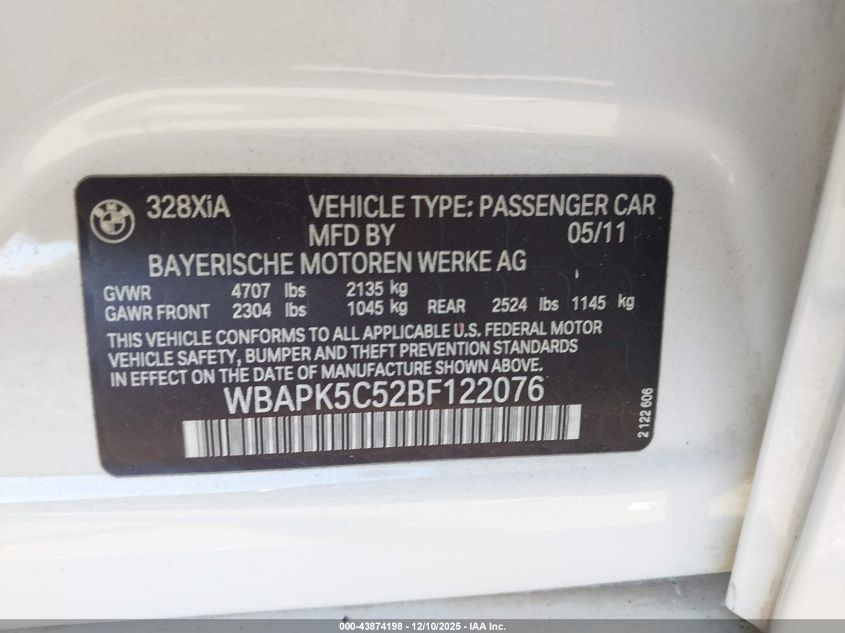 328XiA VEHICLE TYPE: PASSENGER CAR
MFD BY 05/11
BAYERISCHE MOTOREN WERKE AG
GVWR 4707 lbs 2135 kg
GAWR FRONT 2304 lbs 1045 kg REAR 2524 lbs 1145 kg
THIS VEHICLE CONFORMS TO ALL APPLICABLE U.S. FEDERAL MOTOR
VEHICLE SAFETY, BUMPER AND THEFT PREVENTION STANDARDS
IN EFFECT ON THE DATE OF MANUFACTURE SHOWN ABOVE.
WBAPK5C52BF122076
2 122 606
000-43874198 - 12/10/2025 - IAA Inc.